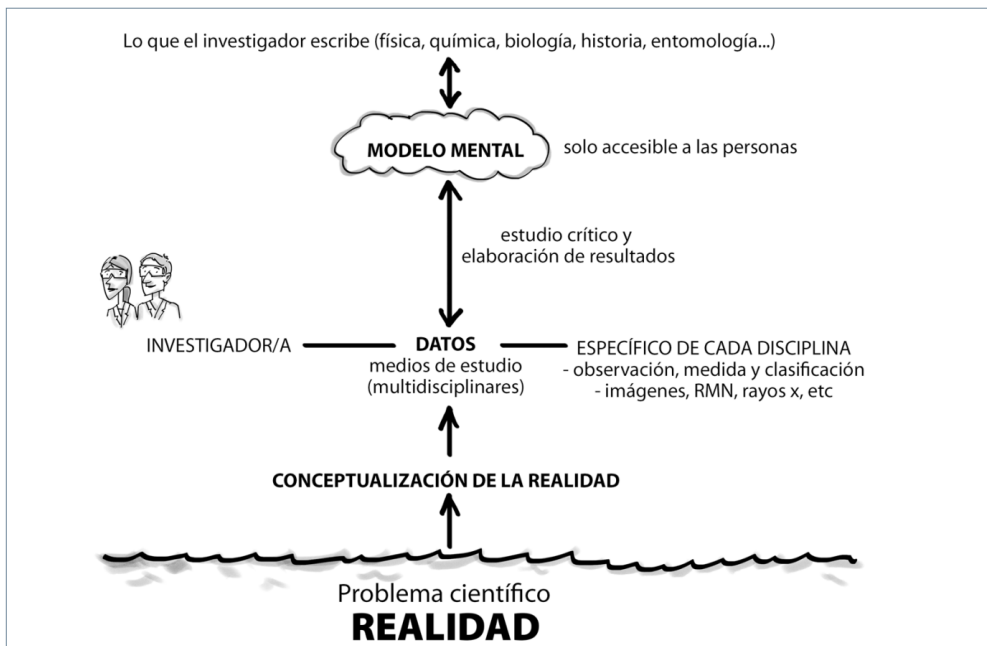 Lo que el investigador escribe (física, química, biología, historia, entomología...)
MODELO MENTAL
solo accesible a las personas
estudio crítico y
elaboración de resultados
INVESTIGADOR/A
DATOS
medios de estudio
(multidisciplinares)
ESPECÍFICO DE CADA DISCIPLINA
- observación, medida y clasificación
- imágenes, RMN, rayos x, etc
CONCEPTUALIZACIÓN DE LA REALIDAD
Problema científico
REALIDAD